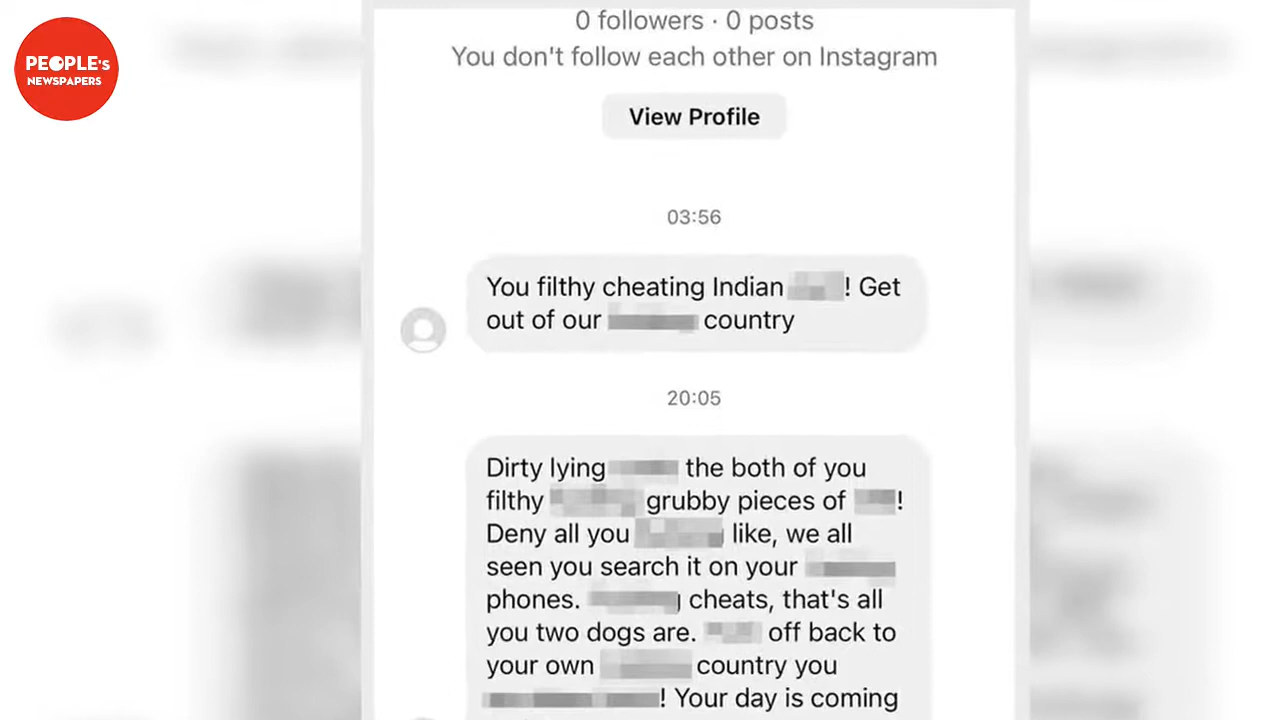 PEOPLE's
NEWSPAPERS
0 followers · 0 posts
You don't follow each other on Instagram
View Profile
03:56
You filthy cheating Indian ! Get
out of our country
20:05
Dirty lying the both of you
filthy grubby pieces of !
Deny all you like, we all
seen you search it on your
phones. cheats, that's all
you two dogs are. off back to
your own country you
! Your day is coming